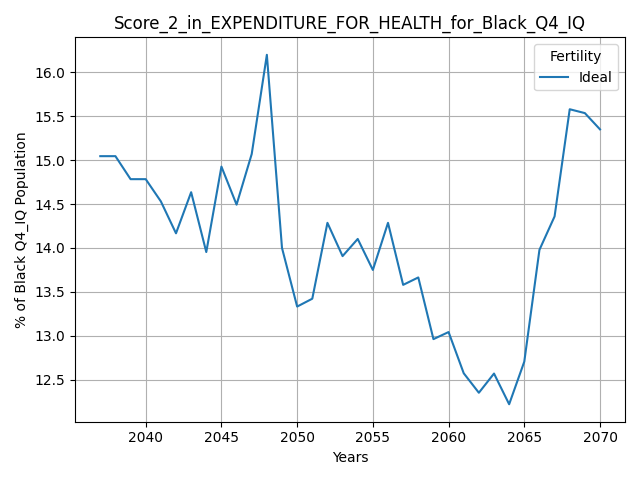 Score_2_in_EXPENDITURE_FOR_HEALTH_for_Black_Q4_IQ
Fertility
Ideal
% of Black Q4_IQ Population
16.0
15.5
15.0
14.5
14.0
13.5
13.0
12.5
2040 2045 2050 2055 2060 2065 2070
Years